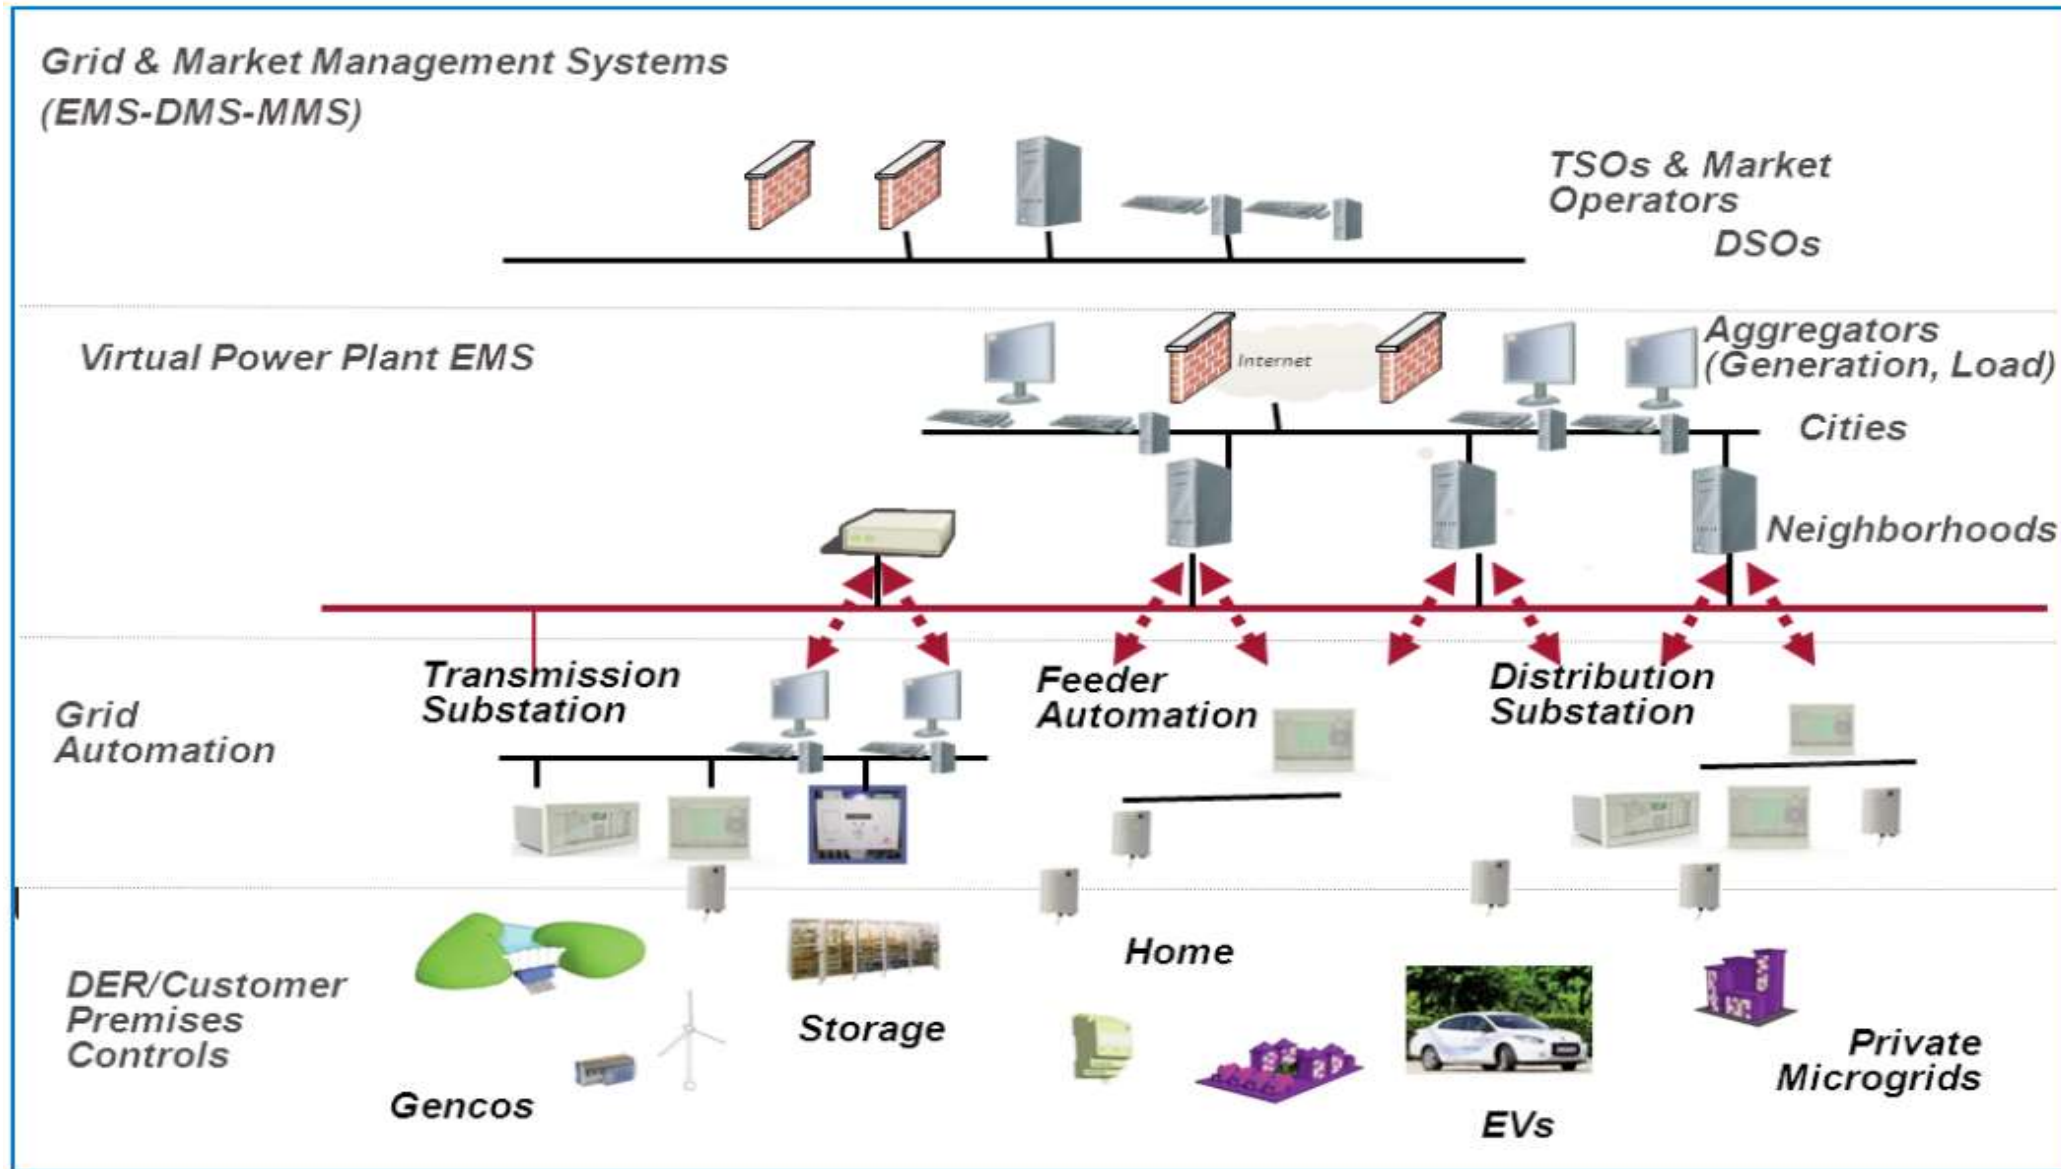 Grid & Market Management Systems
(EMS-DMS-MMS)
TSOs & Market
Operators
DSOs
Virtual Power Plant EMS
Internet
Aggregators
(Generation, Load)
Cities
Neighborhoods
Grid
Automation
Transmission
Substation
Feeder
Automation
Distribution
Substation
DER/Customer
Premises
Controls
Gencos
Storage
Home
EVs
Private
Microgrids